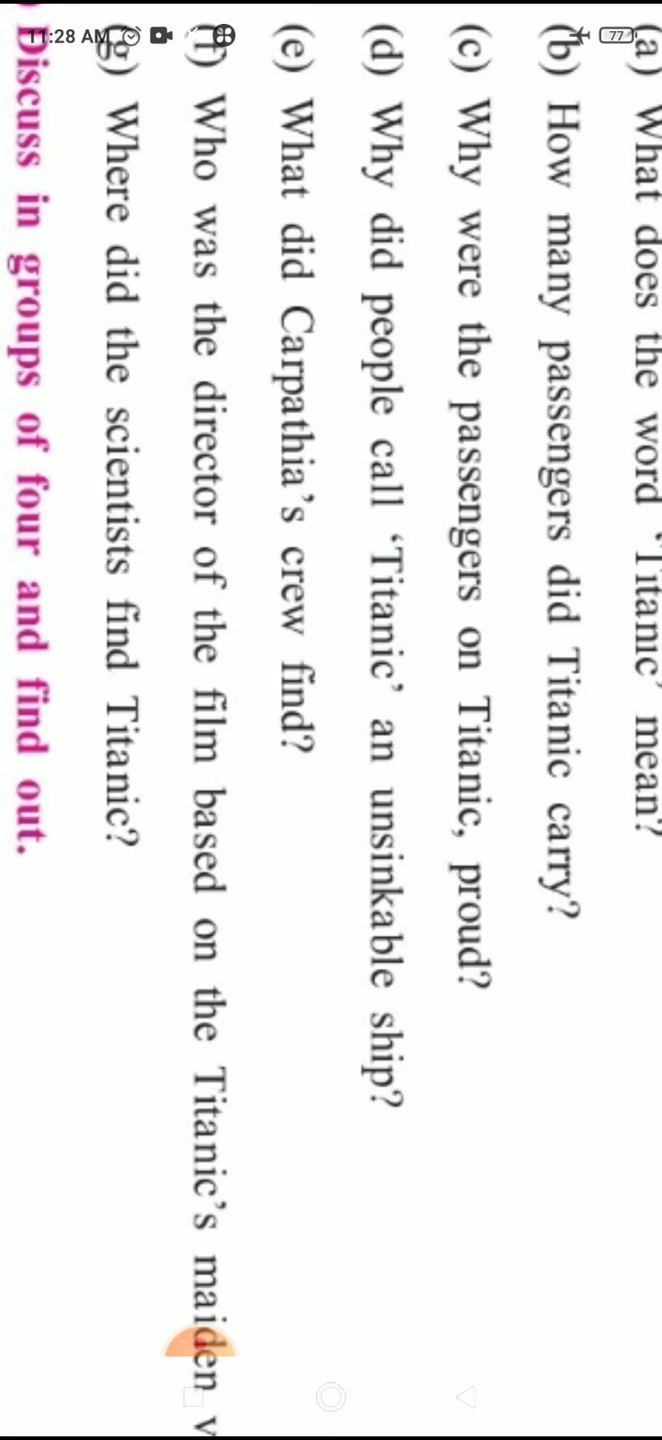 11:28 AM
77
(a) What does the word 'Titanic' mean?
(b) How many passengers did Titanic carry?
(c) Why were the passengers on Titanic, proud?
(d) Why did people call 'Titanic' an unsinkable ship?
(e) What did Carpathia's crew find?
(f) Who was the director of the film based on the Titanic's maiden v
(g) Where did the scientists find Titanic?
Discuss in groups of four and find out.